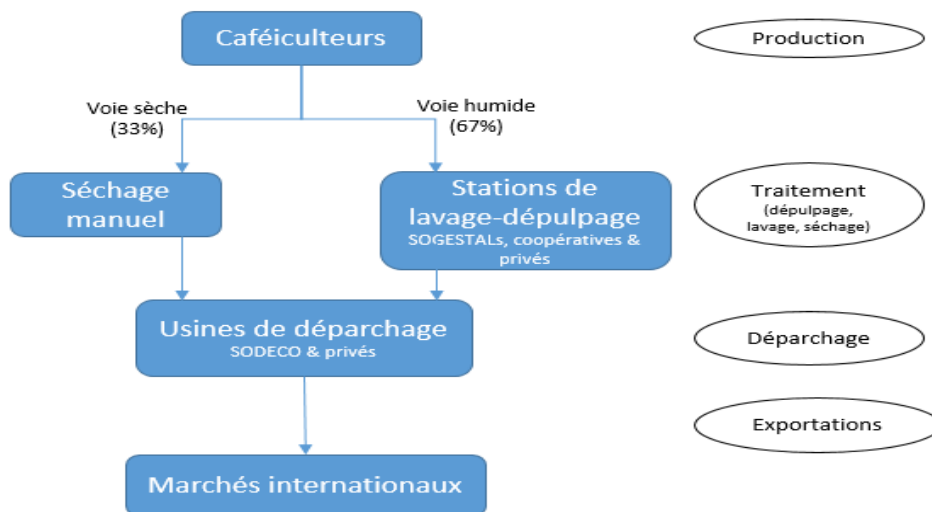 Caféiculteurs
Production
Voie sèche
(33%)
Voie humide
(67%)
Séchage
manuel
Stations de
lavage-dépulpage
SOGESTALs, coopératives &
privés
Traitement
(dépulpage,
lavage, séchage)
Usines de déparchage
SODECO & privés
Déparchage
Exportations
Marchés internationaux